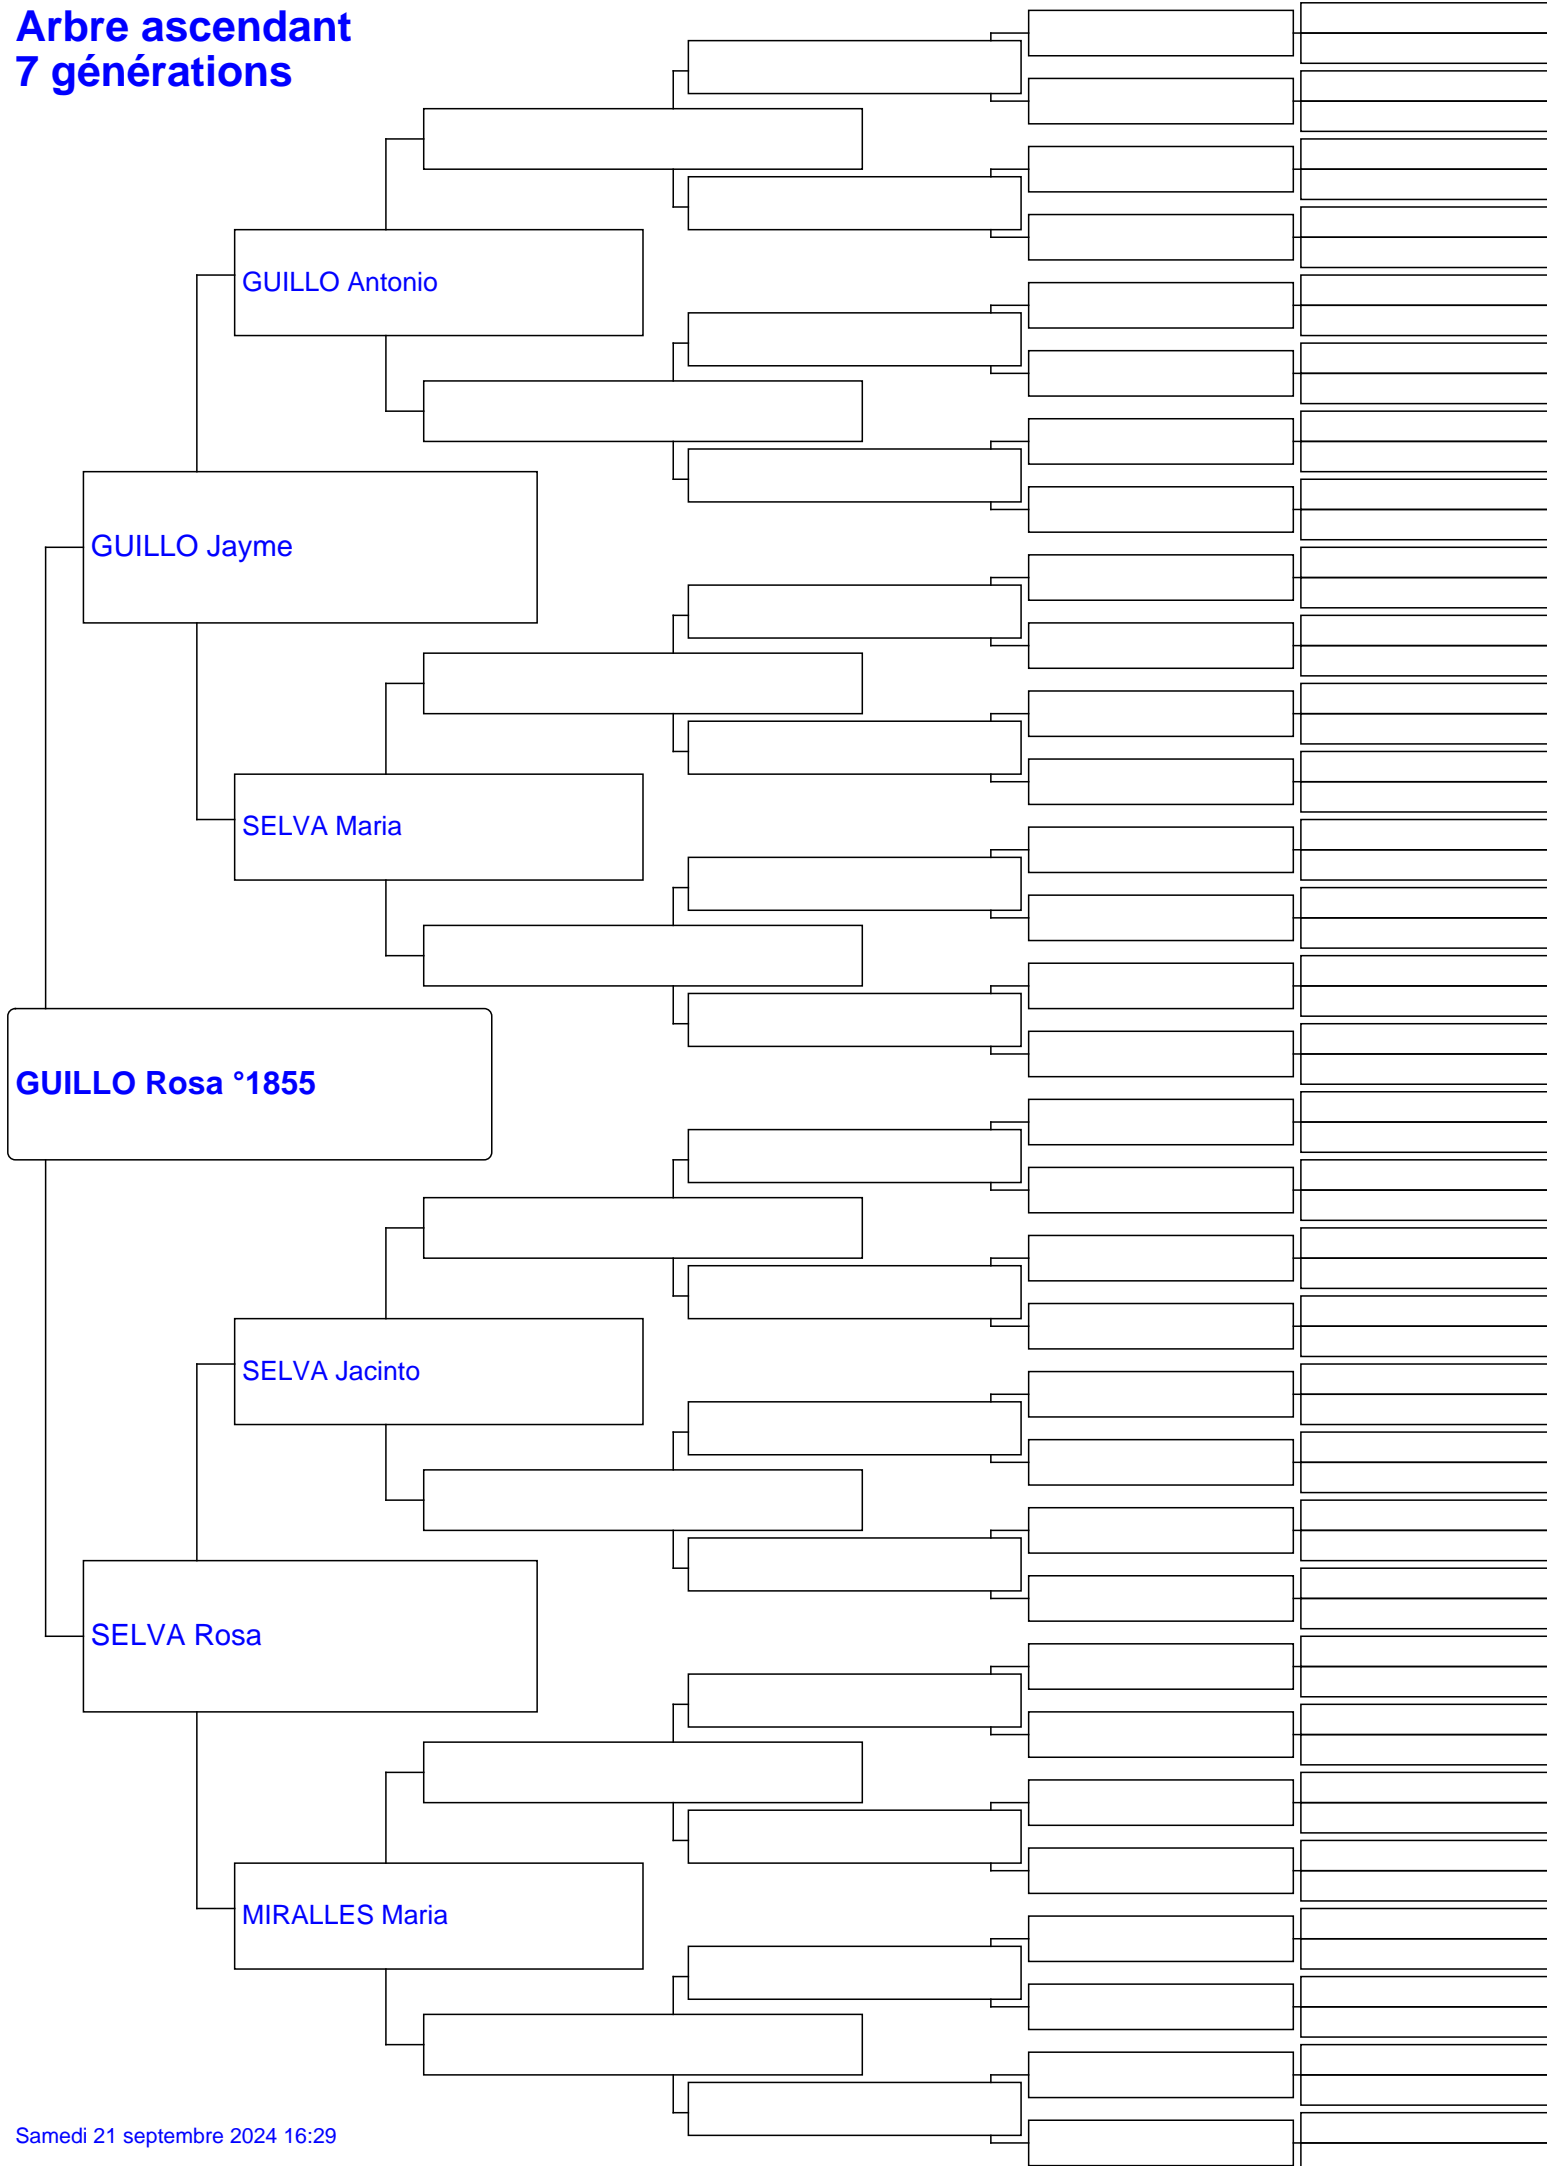 Arbre ascendant
7 générations
GUILLO Antonio
GUILLO Jayme
SELVA Maria
GUILLO Rosa °1855
SELVA Jacinto
SELVA Rosa
MIRALLES Maria
Samedi 21 septembre 2024 16:29